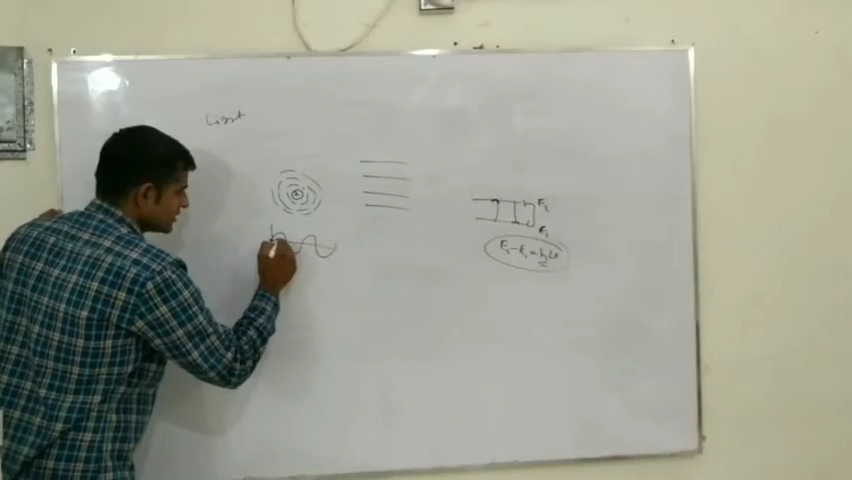 Light
E₂
E₁
E₂ - E₁ = hν